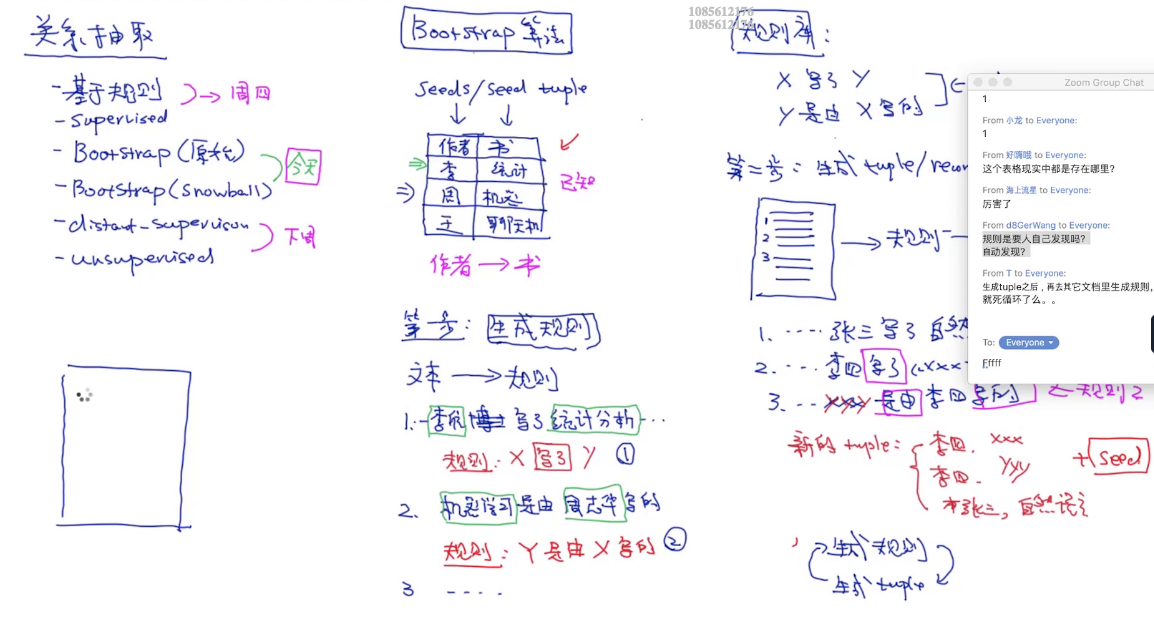 关系抽取
- 基于规则 → 周四
- Supervised
- Bootstrap (原始)
今天
- Bootstrap (snowball)
- distant-supervison
下周
- unsupervised
Bootstrap 算法
Seeds/seed tuple
作者 书
李 统计
周 机器
王 聊天机
已知
作者 → 书
第一步: 生成规则
文本 → 规则
1. 李航 写了 统计分析 ...
规则: X 写了 Y ①
2. 机器学习 是由 周志华 写的
规则: Y 是由 X 写的 ②
3 ....
1085612176
1085612176
规则库:
X 写了 Y
Y 是由 X 写的
第二步: 生成 tuple/recor
1
2
3
→ 规则一
1. .... 张三写了 自然
2. .... 李四 写了 "xxx
3. ... 是由 李四 写的 规则2
新的 tuple: 李四. xxx
李四. yyy
张三, 自然语言
+ seed
生成规则
生成 tuple
Zoom Group Chat
1
From 小龙 to Everyone:
1
From 好嗨哦 to Everyone:
这个表格现实中都是存在哪里?
From 海上流星 to Everyone:
厉害了
From d8GerWang to Everyone:
规则是要人自己发现吗?
自动发现?
From T to Everyone:
生成tuple之后，再去其它文档里生成规则,
就死循环了么。。
To: Everyone
Fffff